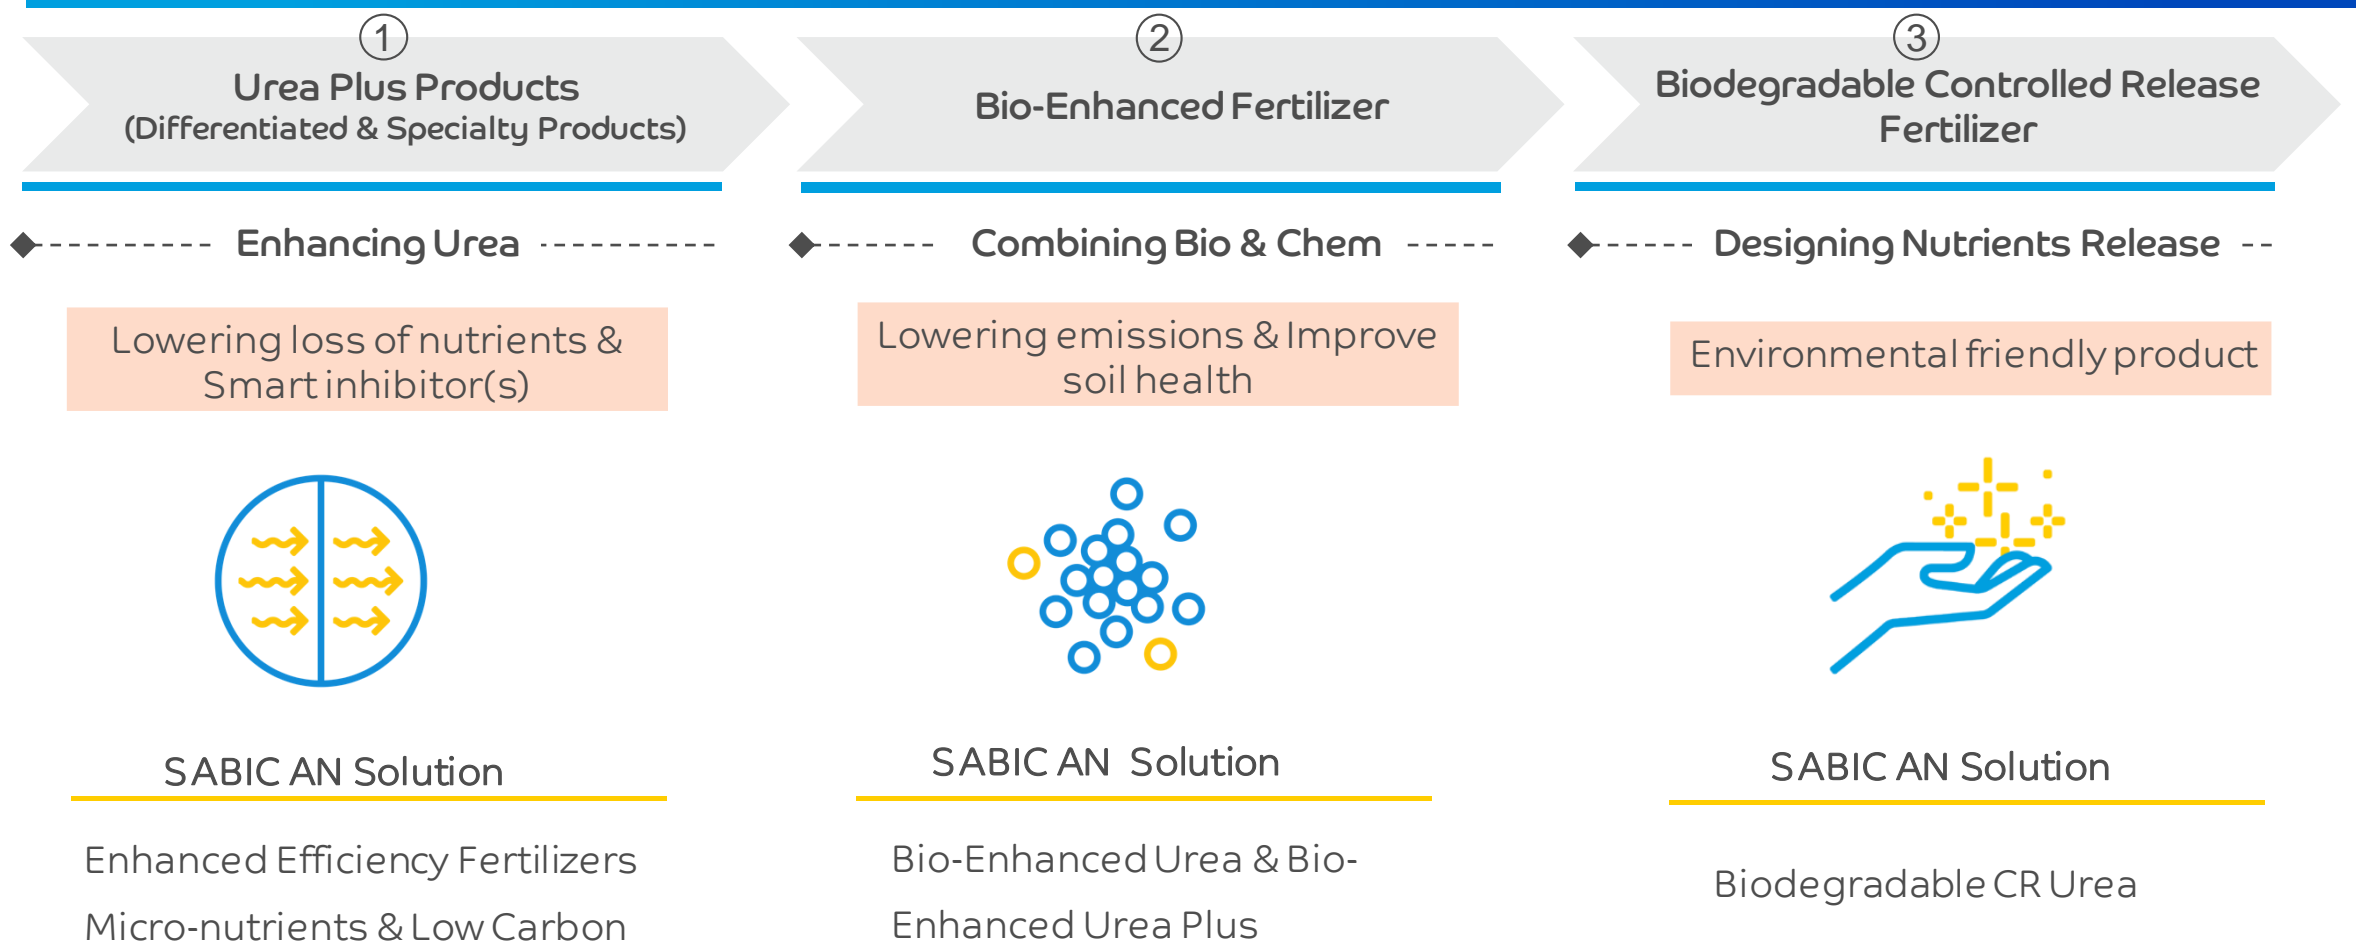 1
Urea Plus Products
(Differentiated & Specialty Products)
Enhancing Urea
Lowering loss of nutrients &
Smart inhibitor(s)
SABIC AN Solution
Enhanced Efficiency Fertilizers
Micro-nutrients & Low Carbon
2
Bio-Enhanced Fertilizer
Combining Bio & Chem
Lowering emissions & Improve
soil health
SABIC AN Solution
Bio-Enhanced Urea & Bio-
Enhanced Urea Plus
3
Biodegradable Controlled Release
Fertilizer
Designing Nutrients Release
Environmental friendly product
SABIC AN Solution
Biodegradable CR Urea